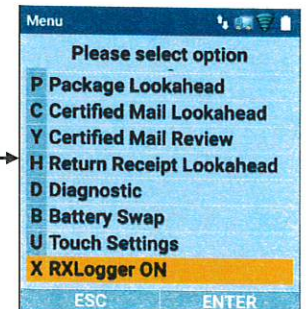 Menu
Please select option
P Package Lookahead
C Certified Mail Lookahead
Y Certified Mail Review
H Return Receipt Lookahead
D Diagnostic
B Battery Swap
U Touch Settings
X RXLogger ON
ESC ENTER